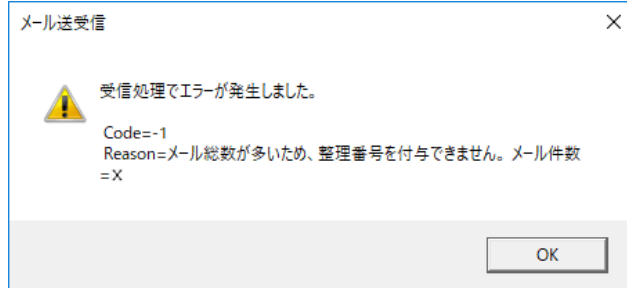 メール送受信
受信処理でエラーが発生しました。
Code=-1
Reason=メール総数が多いため、整理番号を付与できません。メール件数
=X
OK